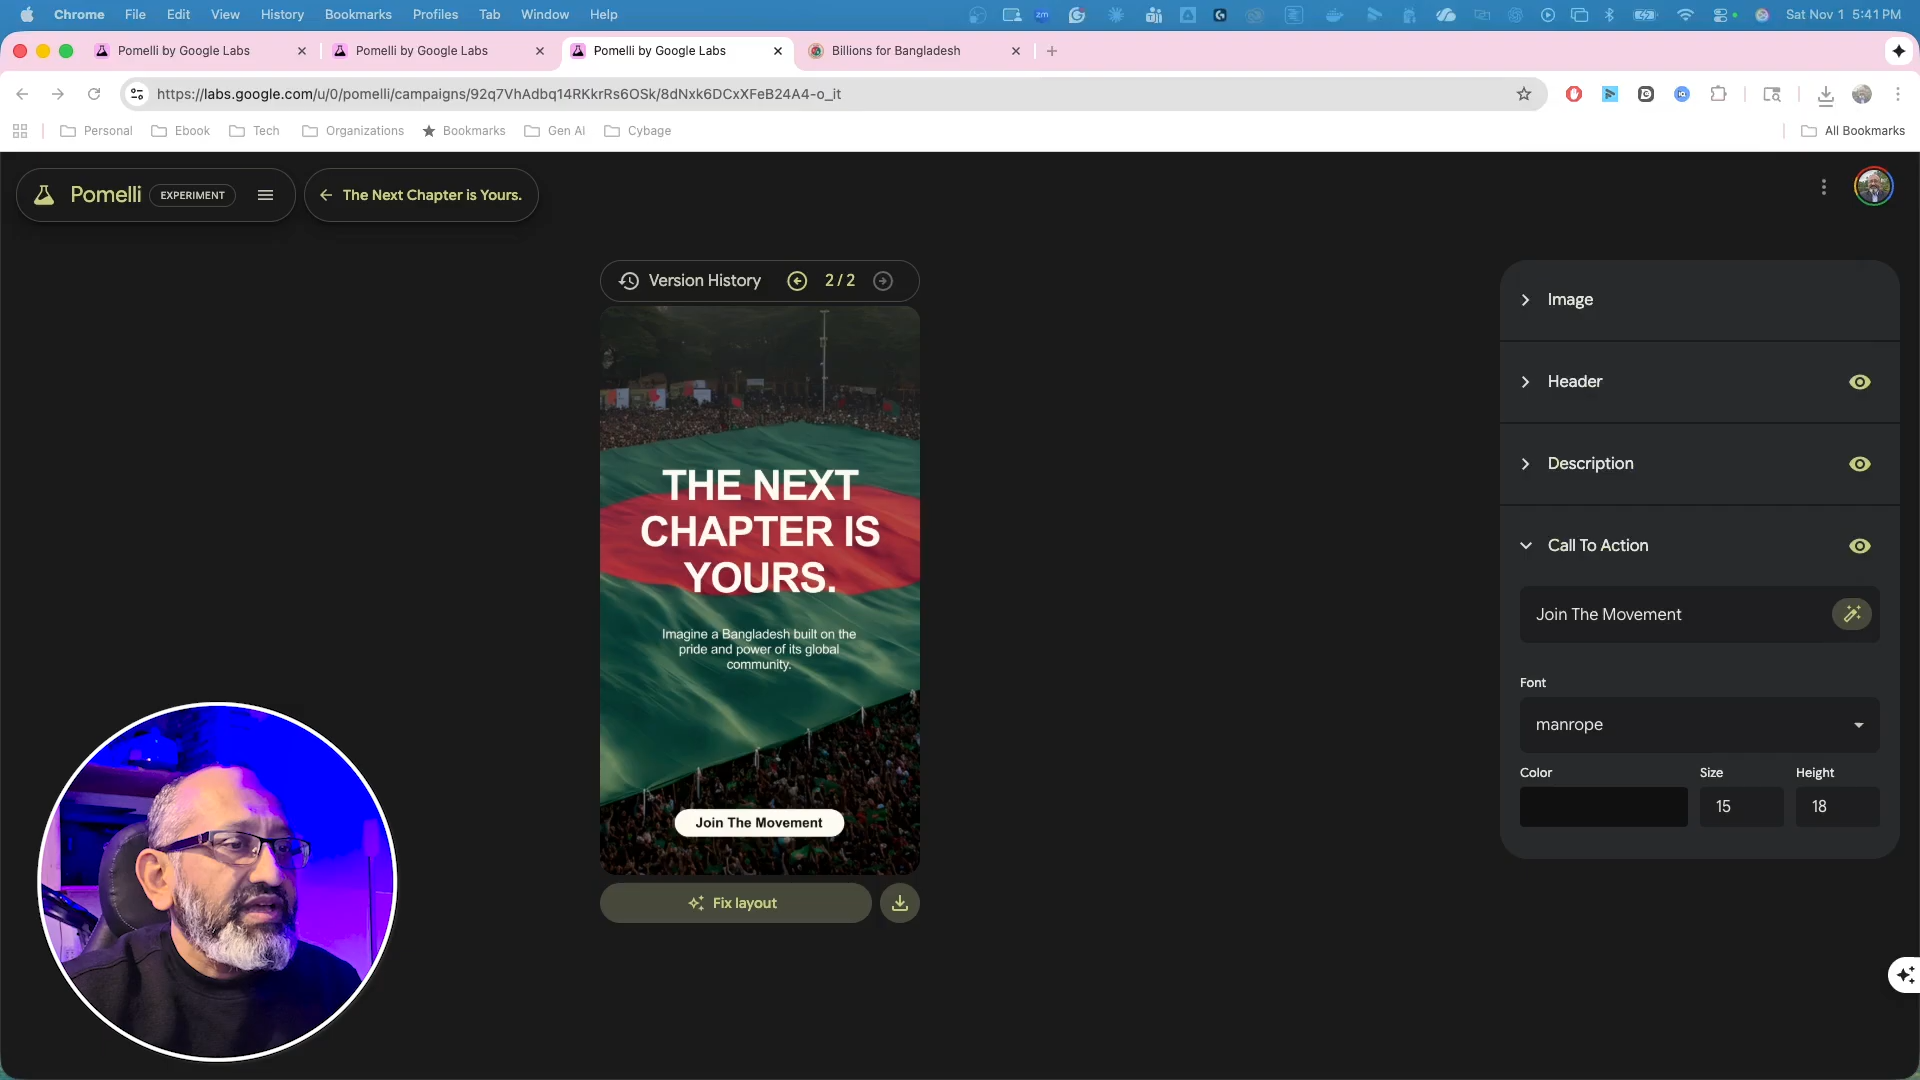 Chrome File Edit View History Bookmarks Profiles Tab Window Help
zm
Sat Nov 1 5:41 PM
Pomelli by Google Labs
Pomelli by Google Labs
Pomelli by Google Labs
Billions for Bangladesh
https://labs.google.com/u/0/pomelli/campaigns/92q7VhAdbq14RKkrRs6OSk/8dNxk6DCxXFeB24A4-o_it
Personal Ebook Tech Organizations Bookmarks Gen AI Cybage
All Bookmarks
Pomelli EXPERIMENT
The Next Chapter is Yours.
Version History 2 / 2
THE NEXT
CHAPTER IS
YOURS.
Imagine a Bangladesh built on the
pride and power of its global
community.
Join The Movement
Fix layout
Image
Header
Description
Call To Action
Join The Movement
Font
manrope
Color Size Height
15 18